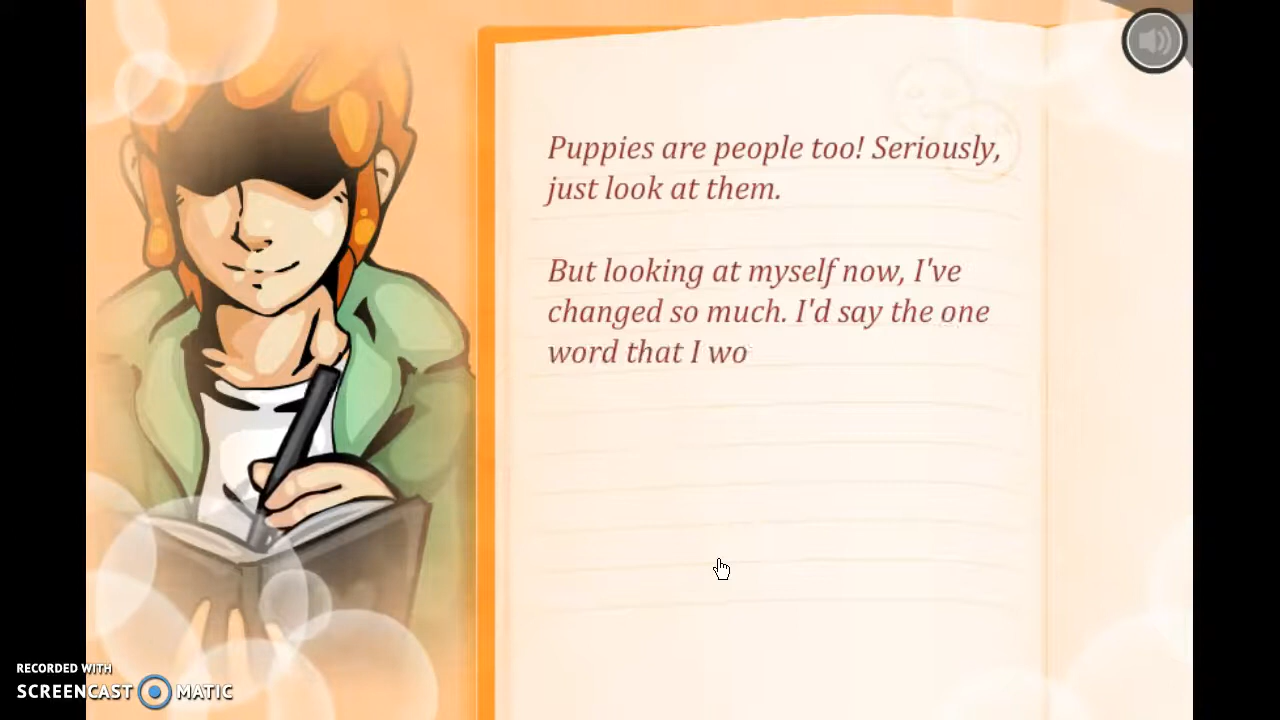 Puppies are people too! Seriously,
just look at them.
But looking at myself now, I've
changed so much. I'd say the one
word that I wo
RECORDED WITH
SCREENCAST MATIC